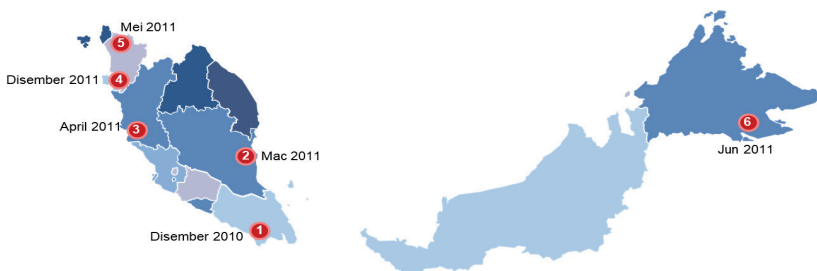 Mei 2011
5
Disember 2011
4
April 2011
3
2
Mac 2011
Disember 2010
1
6
Jun 2011